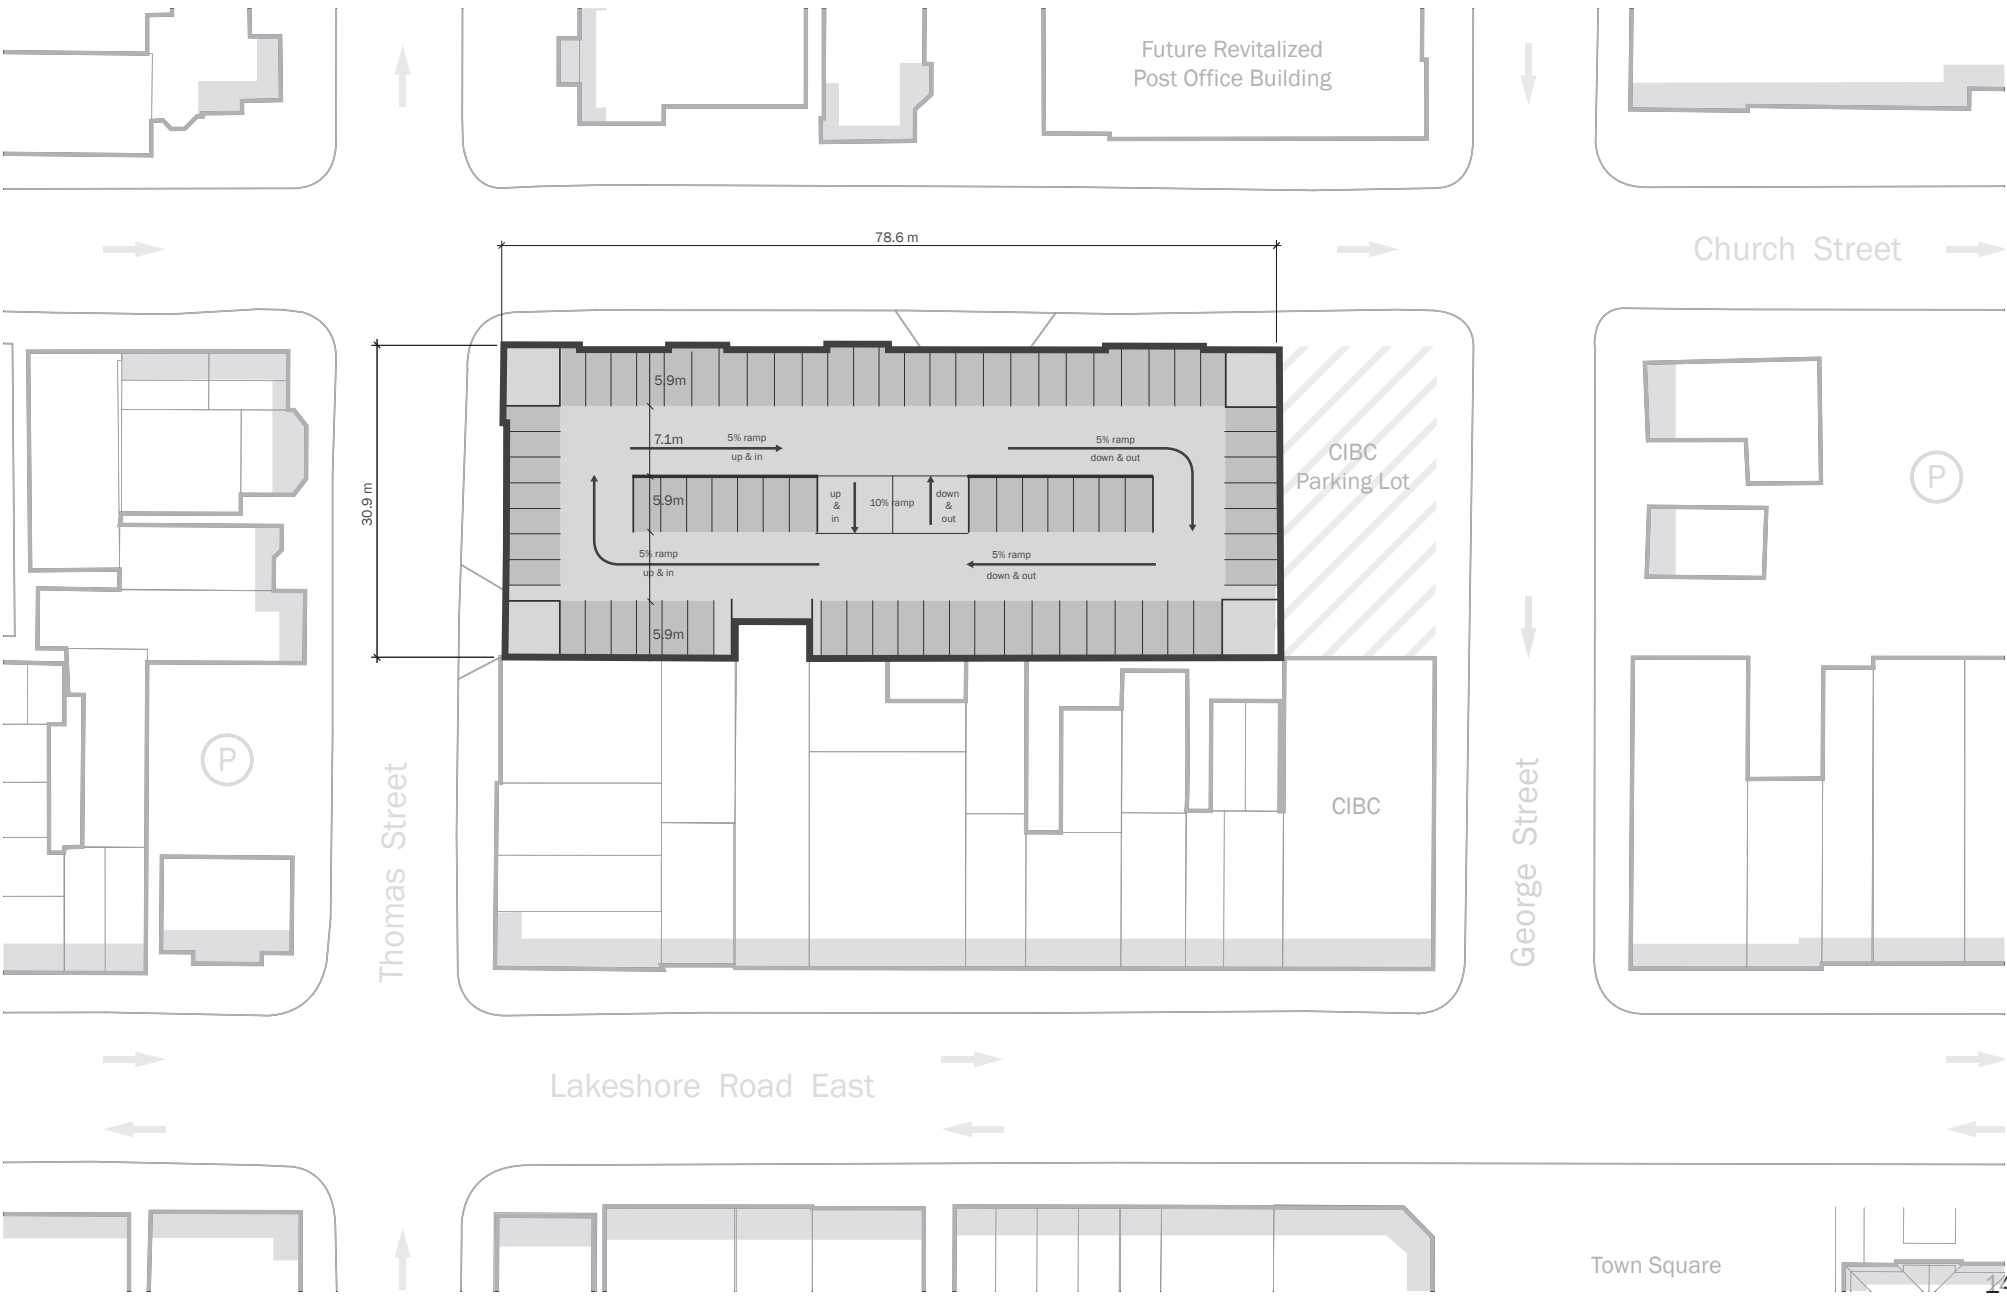 Future Revitalized
Post Office Building
78.6 m
Church Street
5.9m
7.1m
5% ramp
up & in
5% ramp
down & out
CIBC
Parking Lot
P
30.9 m
5.9m
up
&
in
10% ramp
down
&
out
5% ramp
up & in
5% ramp
down & out
5.9m
P
Thomas Street
CIBC
George Street
Lakeshore Road East
Town Square
14